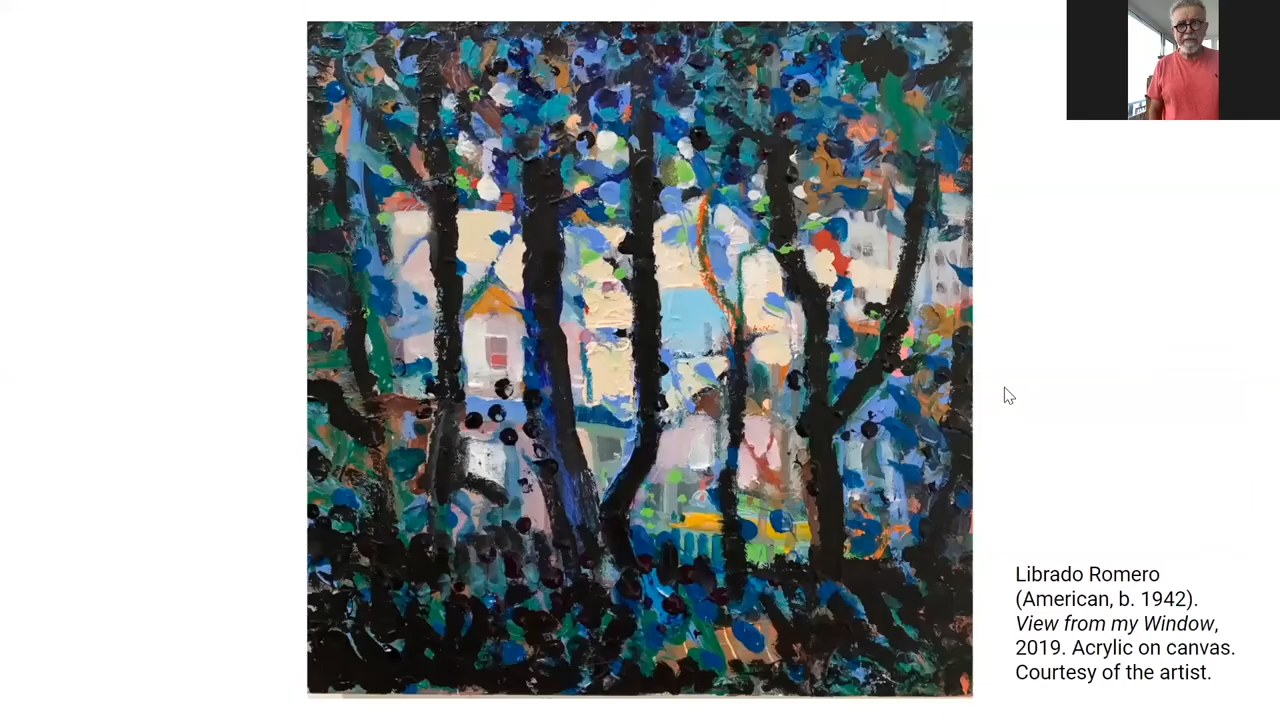 Librado Romero
(American, b. 1942).
View from my Window,
2019. Acrylic on canvas.
Courtesy of the artist.